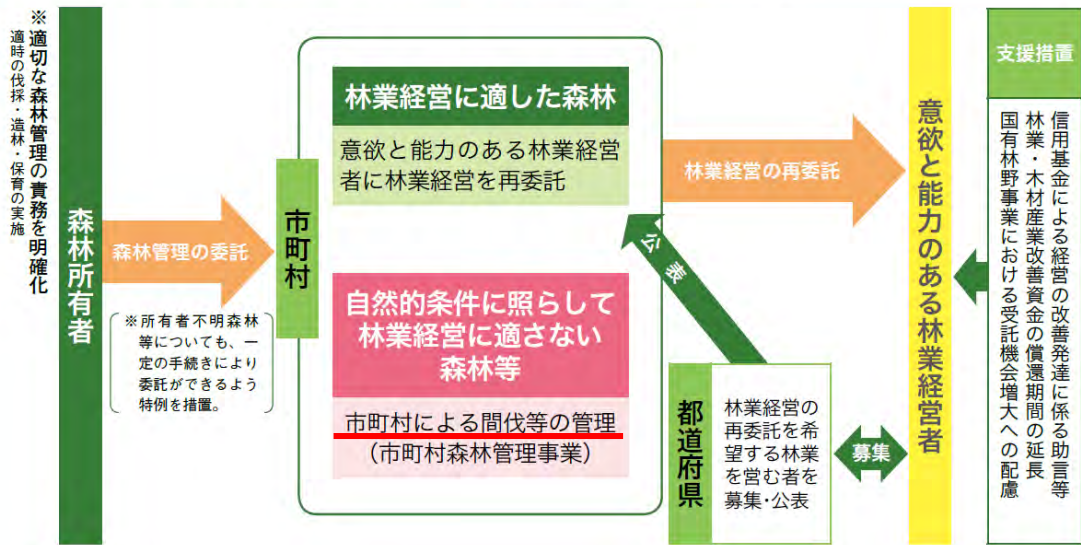 ※適切な森林管理の責務を明確化
適時の伐採・造林・保育の実施
森林所有者
森林管理の委託
※所有者不明森林
等についても、一
定の手続きにより
委託ができるよう
特例を措置。
市町村
林業経営に適した森林
意欲と能力のある林業経営
者に林業経営を再委託
自然的条件に照らして
林業経営に適さない
森林等
市町村による間伐等の管理
（市町村森林管理事業）
林業経営の再委託
公表
都道府県
林業経営の
再委託を希
望する林業
を営む者を
募集・公表
募集
意欲と能力のある林業経営者
支援措置
信用基金による経営の改善発達に係る助言等
林業・木材産業改善資金の償還期間の延長
国有林野事業における受託機会増大への配慮